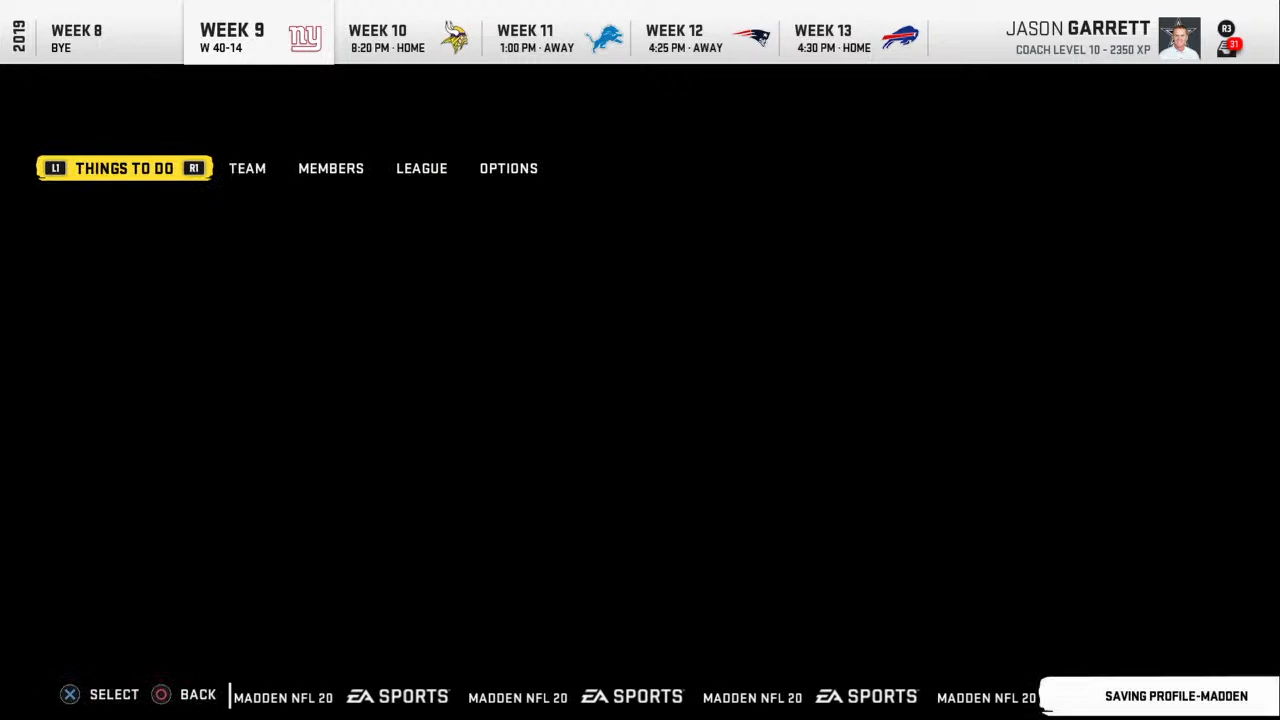 2019
WEEK 8
BYE
WEEK 9
W 40-14
ny
WEEK 10
8:20 PM · HOME
WEEK 11
1:00 PM · AWAY
WEEK 12
4:25 PM · AWAY
WEEK 13
4:30 PM · HOME
JASON GARRETT
COACH LEVEL 10 - 2350 XP
R3
31
L1 THINGS TO DO R1 TEAM MEMBERS LEAGUE OPTIONS
SELECT BACK MADDEN NFL 20 EA SPORTS MADDEN NFL 20 EA SPORTS MADDEN NFL 20 EA SPORTS MADDEN NFL 20 SAVING PROFILE-MADDEN